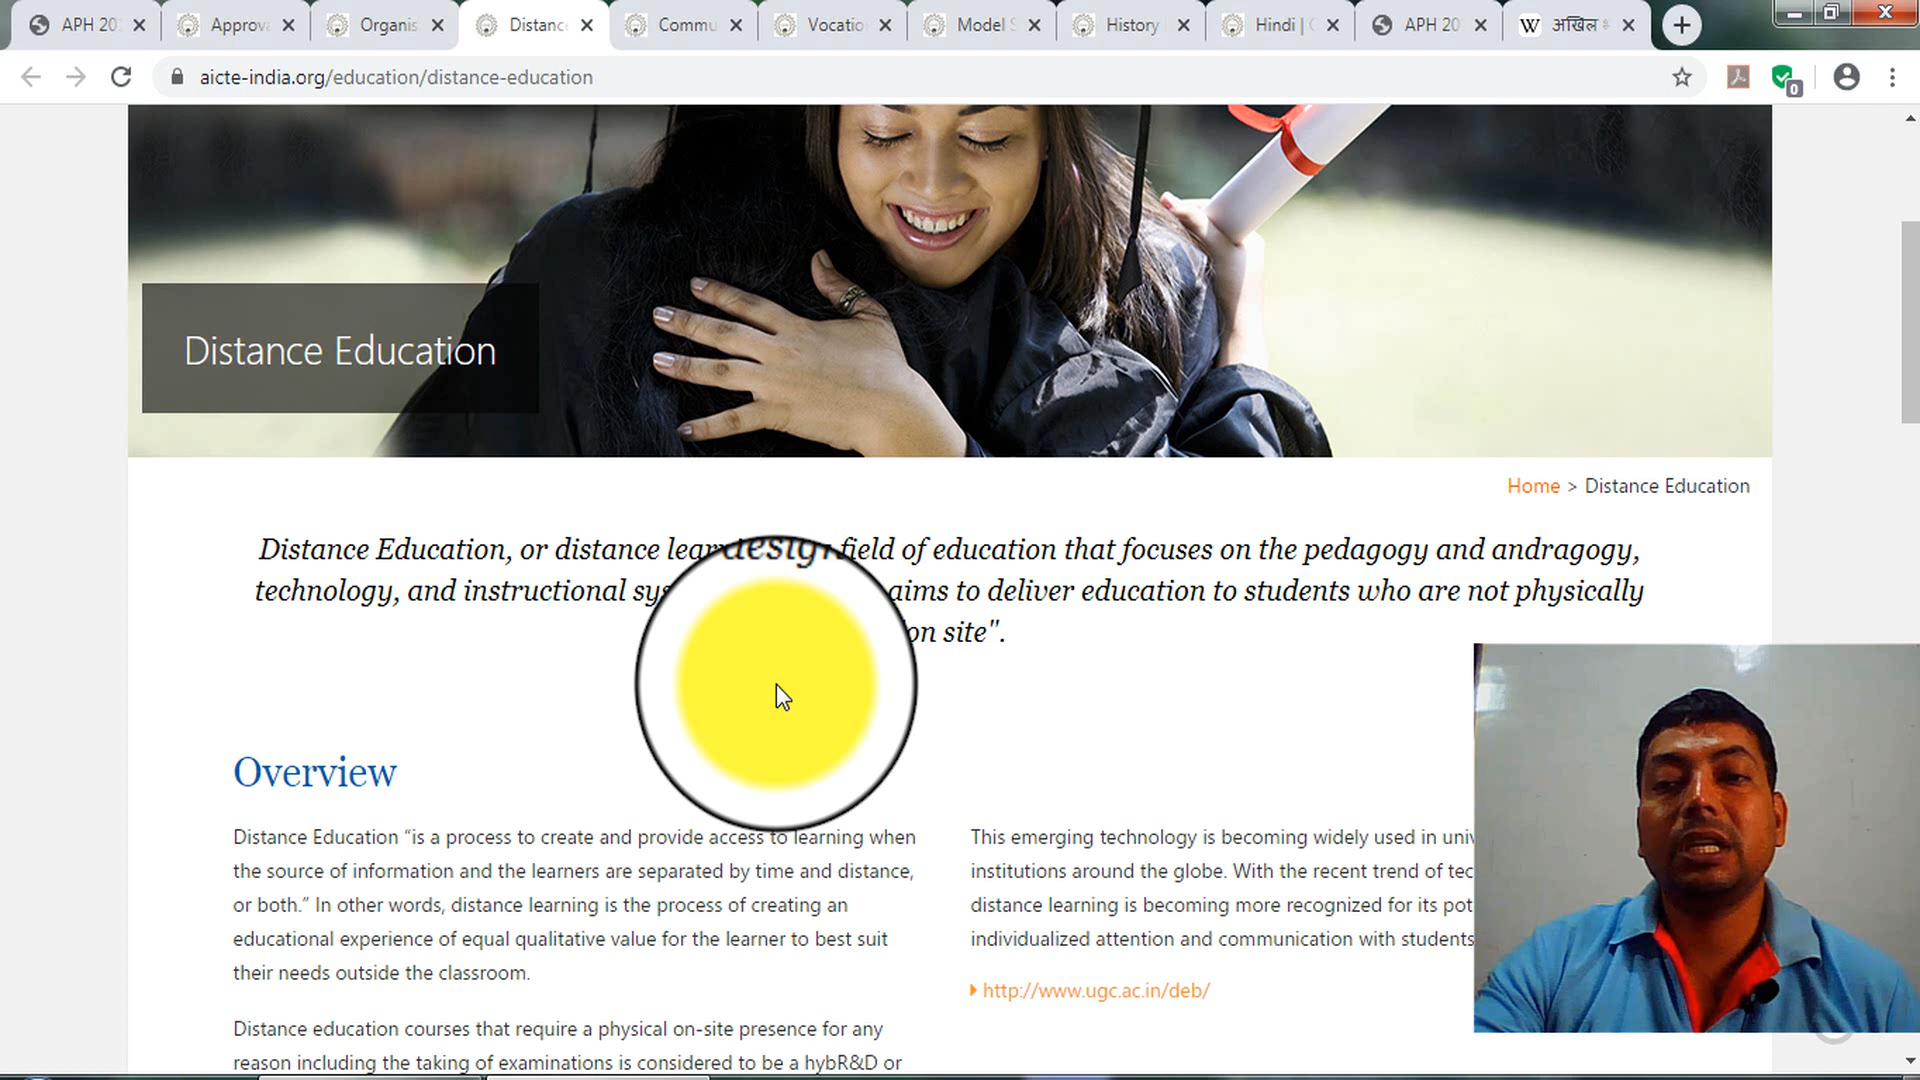 APH 20
Approva
Organis
Distanc
Commu
Vocatio
Model S
History
Hindi | 
APH 20
W
अखिल
aicte-india.org/education/distance-education
0
Distance Education
Home > Distance Education
Distance Education, or distance lear design field of education that focuses on the pedagogy and andragogy,
technology, and instructional sys aims to deliver education to students who are not physically
on site".
Overview
Distance Education “is a process to create and provide access to learning when
the source of information and the learners are separated by time and distance,
or both.” In other words, distance learning is the process of creating an
educational experience of equal qualitative value for the learner to best suit
their needs outside the classroom.
Distance education courses that require a physical on-site presence for any
reason including the taking of examinations is considered to be a hybR&D or
This emerging technology is becoming widely used in univ
institutions around the globe. With the recent trend of tec
distance learning is becoming more recognized for its pot
individualized attention and communication with students
http://www.ugc.ac.in/deb/